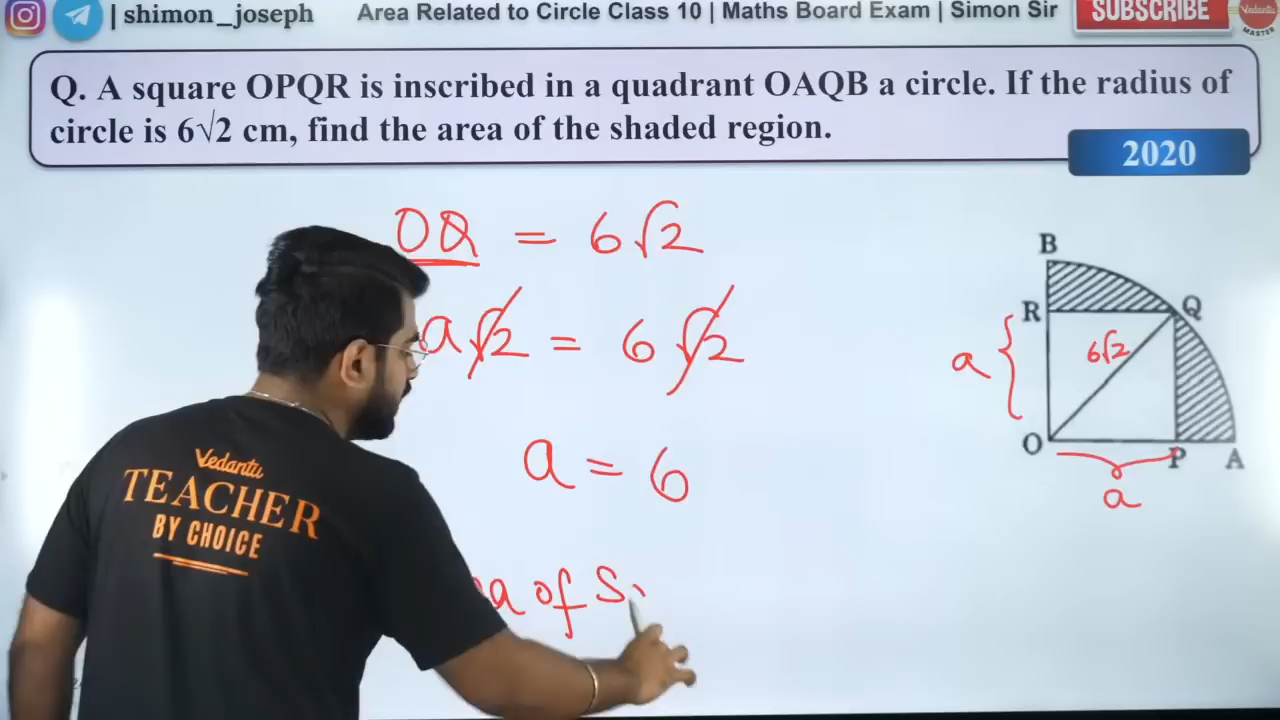 | shimon_joseph
Area Related to Circle Class 10 | Maths Board Exam | Simon Sir
SUBSCRIBE
Vedantu
MASTER
Q. A square OPQR is inscribed in a quadrant OAQB a circle. If the radius of
circle is 6√2 cm, find the area of the shaded region.
2020
OQ = 6√2
a√2 = 6√2
a = 6
a of S
B
R
Q
6√2
a
O
P
A
a
Vedantu
TEACHER
BY CHOICE